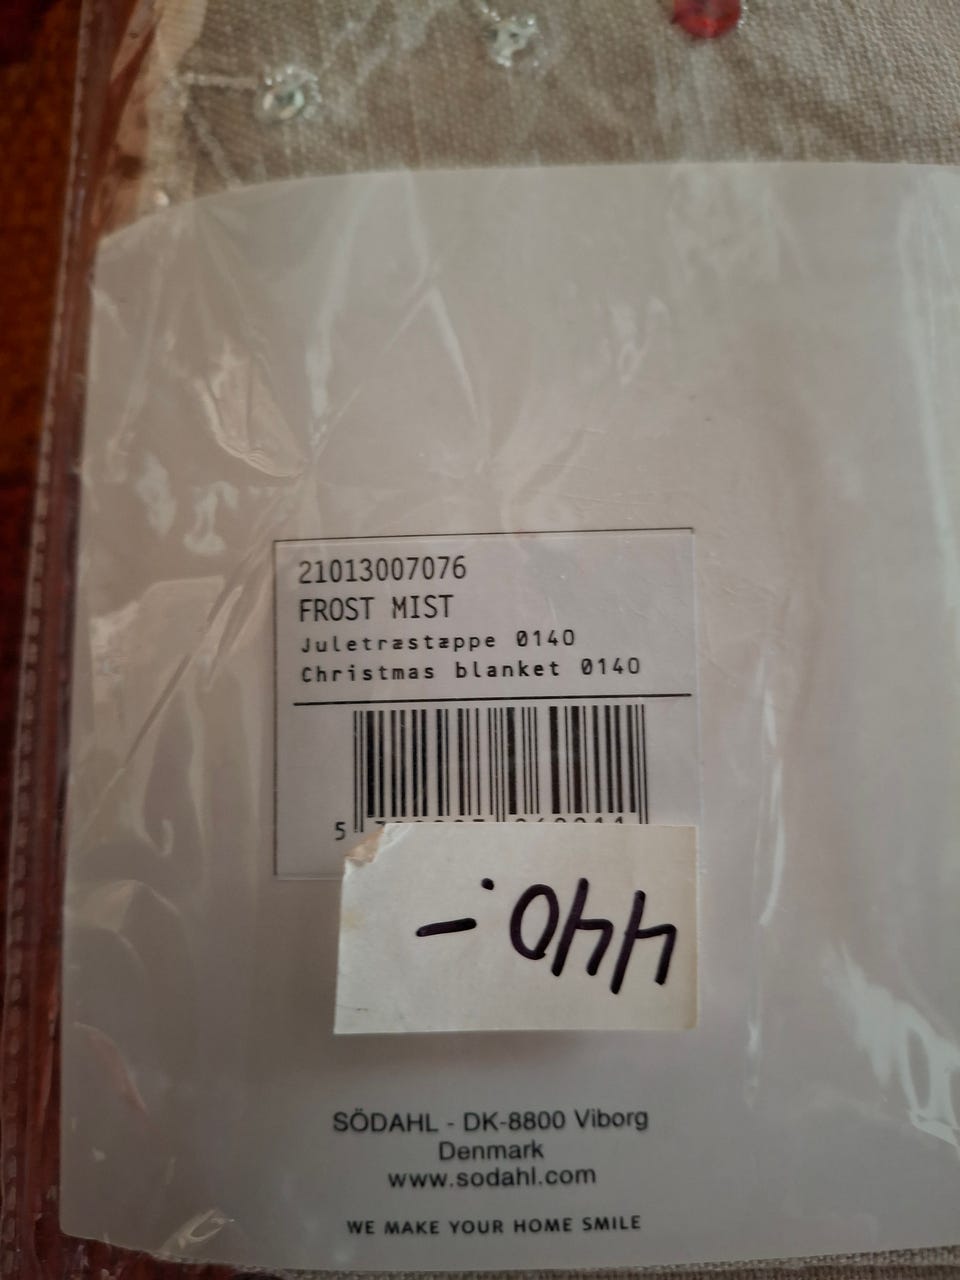 21013007076
FROST MIST
Juletræstæppe 0140
Christmas blanket 0140
5
440.-
SÖDAHL - DK-8800 Viborg
Denmark
www.sodahl.com
WE MAKE YOUR HOME SMILE